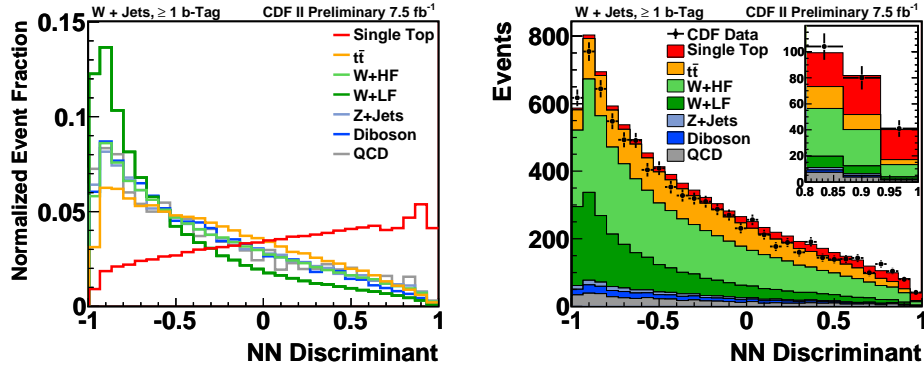 W + Jets, ≥ 1 b-Tag CDF II Preliminary 7.5 fb⁻¹
Normalized Event Fraction
0.15
0.1
0.05
0
Single Top
tt̄
W+HF
W+LF
Z+Jets
Diboson
QCD
-1 -0.5 0 0.5 1
NN Discriminant
W + Jets, ≥ 1 b-Tag CDF II Preliminary 7.5 fb⁻¹
Events
800
600
400
200
0
CDF Data
Single Top
tt̄
W+HF
W+LF
Z+Jets
Diboson
QCD
100
80
60
40
20
0
0.8 0.85 0.9 0.95 1
-1 -0.5 0 0.5 1
NN Discriminant